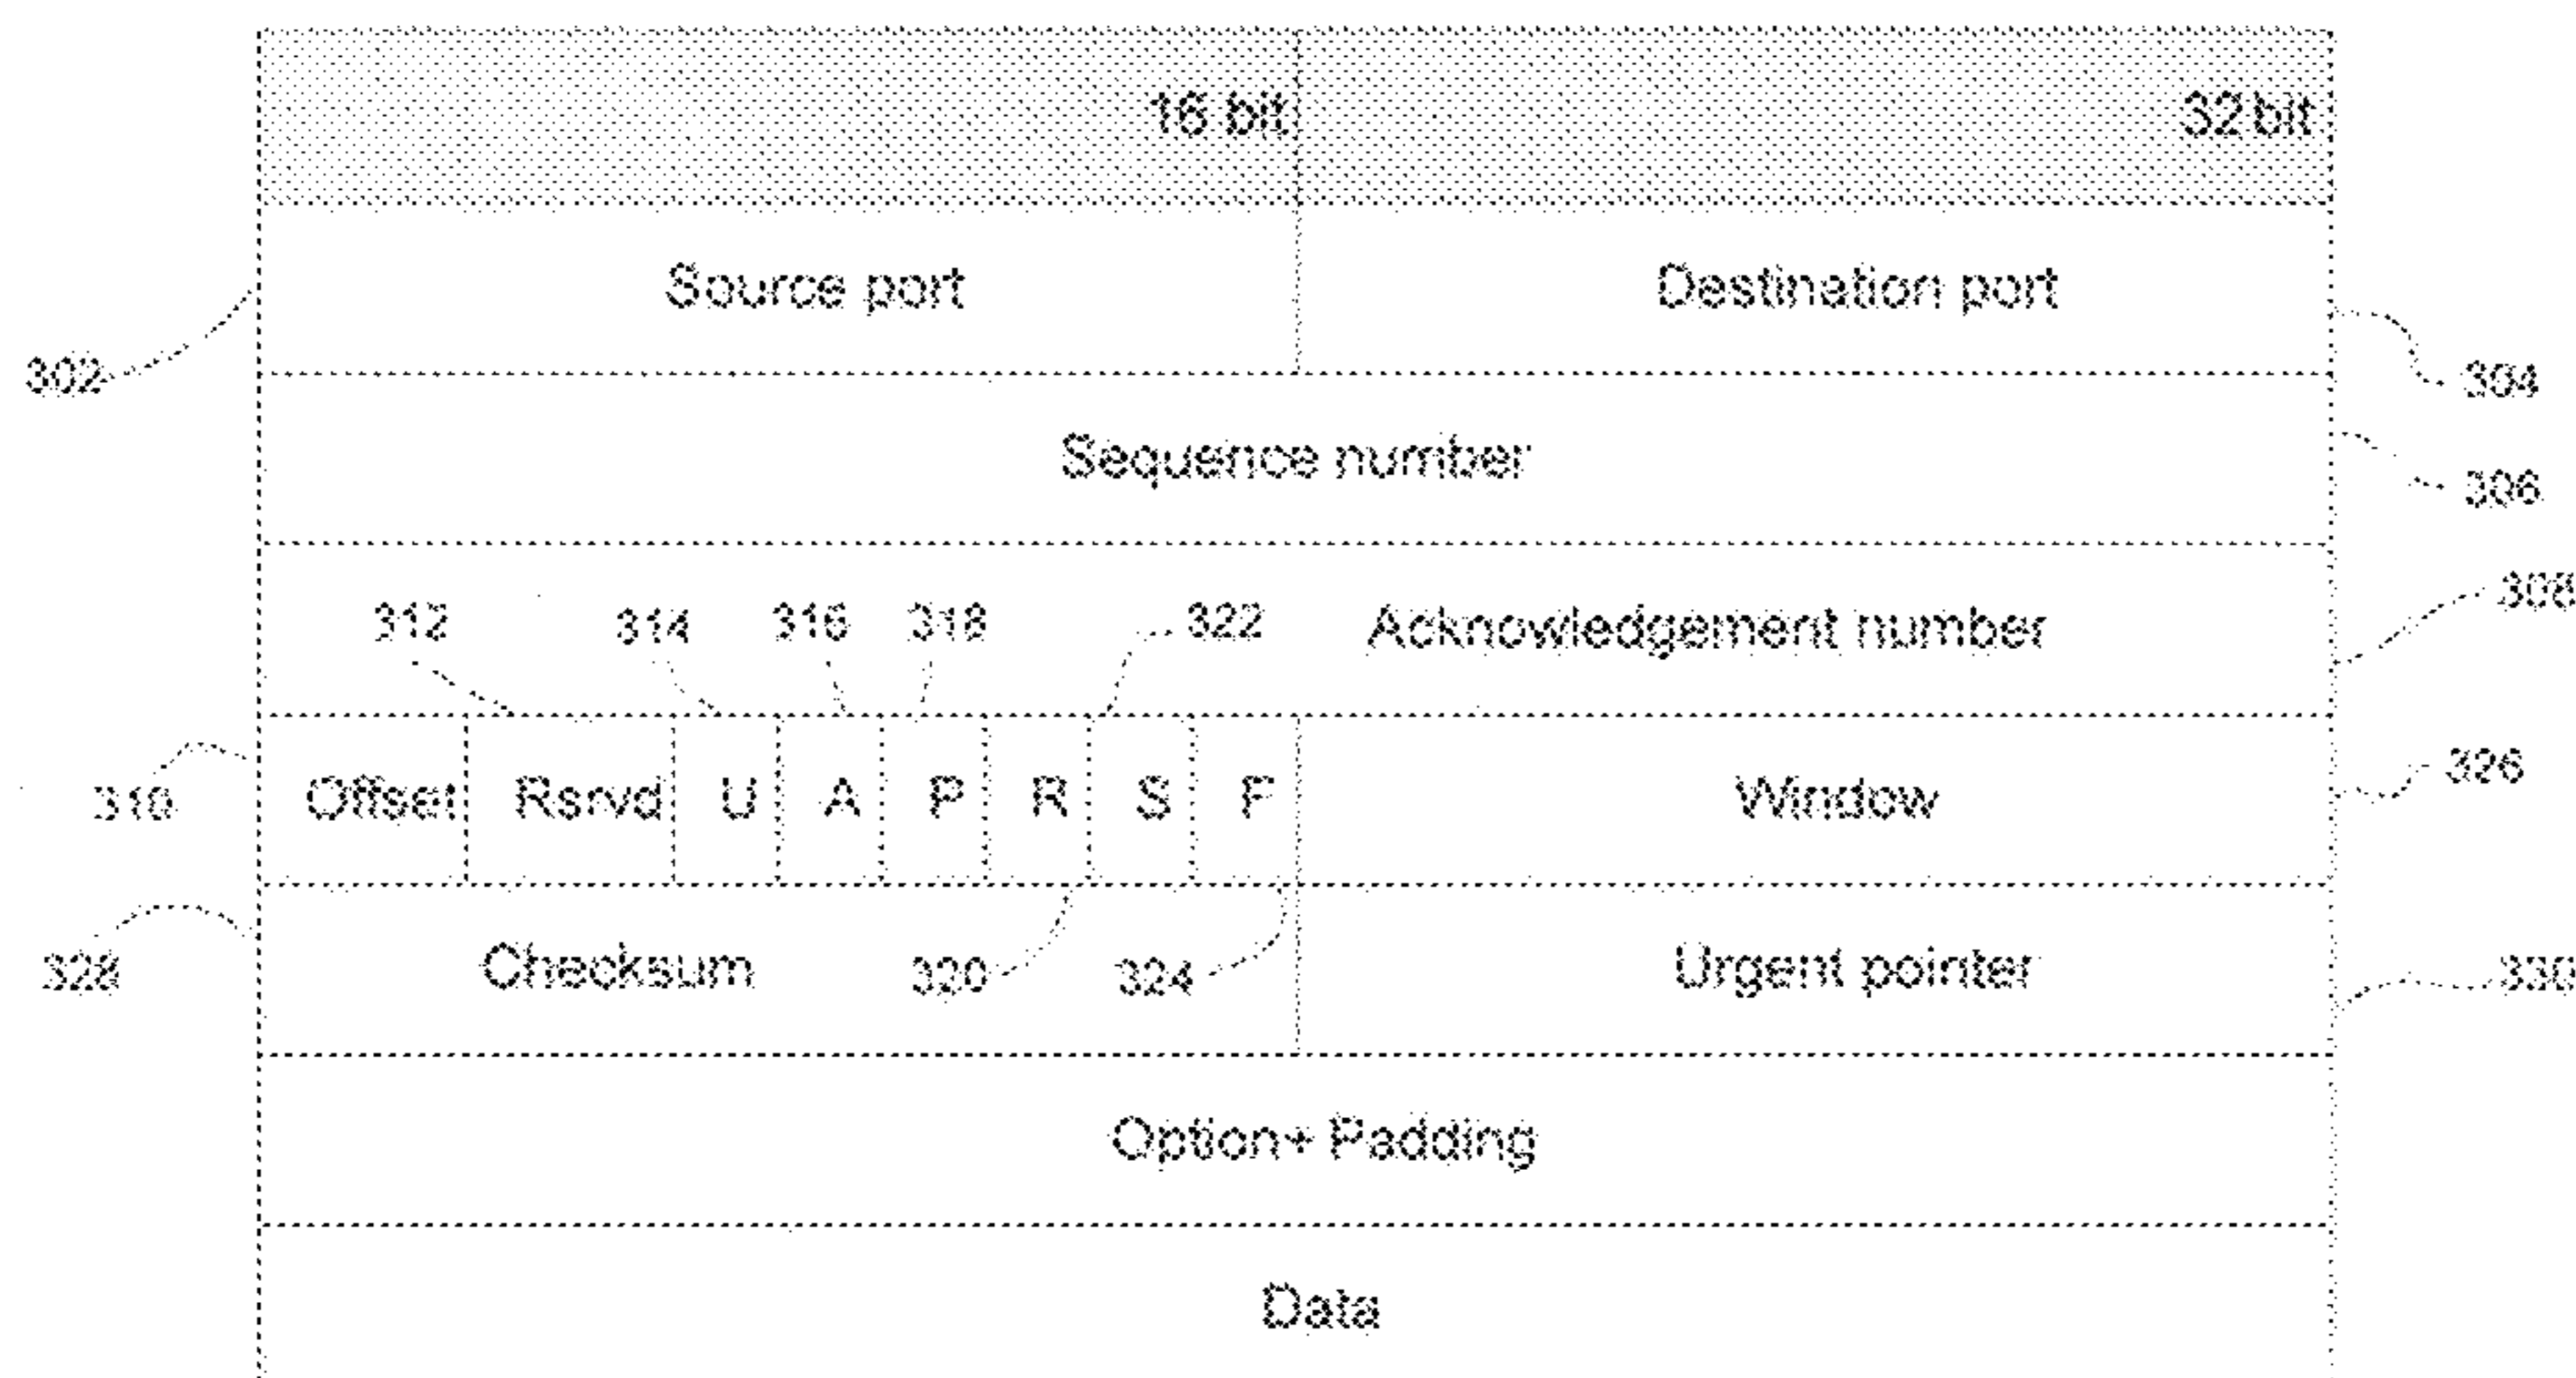 16 bit 32 bit
Source port Destination port
302 304
Sequence number
306
308
312 314 316 318 322 Acknowledgement number
310 Offset Rsrvd U A P R S F Window 326
328 Checksum 320 324 Urgent pointer 330
Option+ Padding
Data